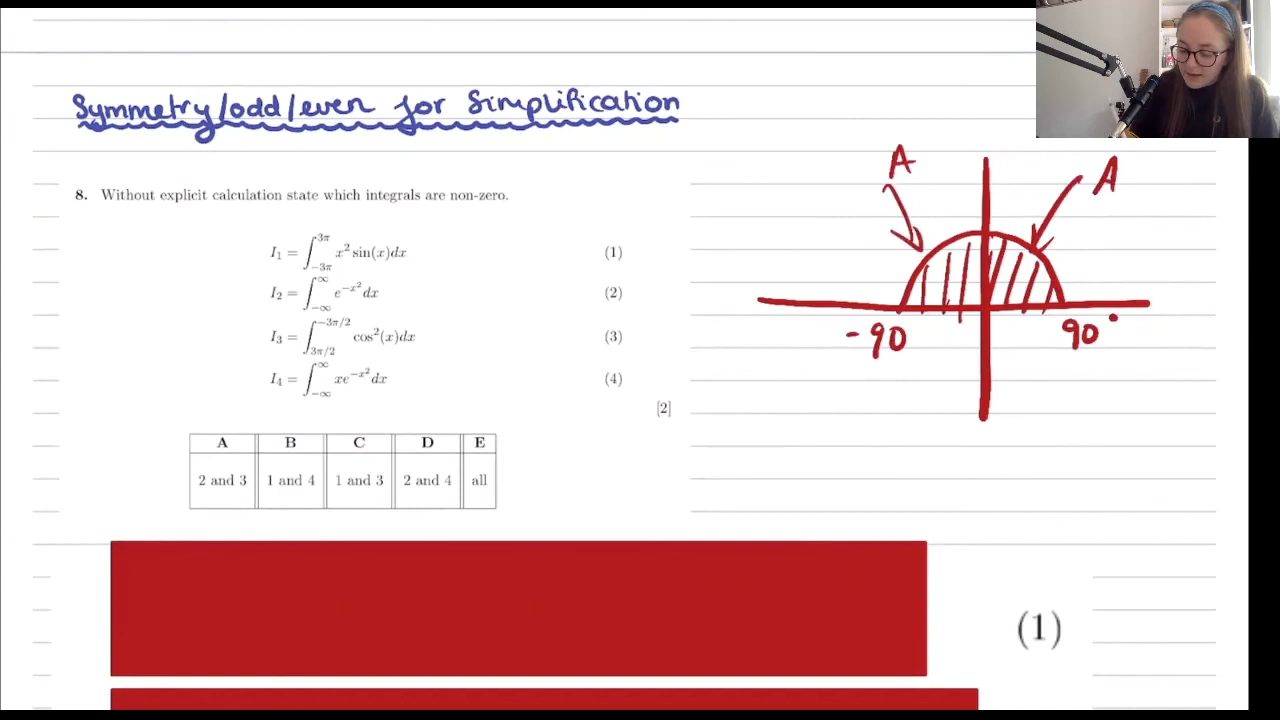 Symmetry/odd/even for Simplification
8. Without explicit calculation state which integrals are non-zero.
I₁ = ∫_{-3π}^{3π} x² sin(x)dx (1)
I₂ = ∫_{-∞}^{∞} e^{-x²}dx (2)
I₃ = ∫_{3π/2}^{-3π/2} cos²(x)dx (3)
I₄ = ∫_{-∞}^{∞} xe^{-x²}dx (4)
[2]
A B C D E
2 and 3 1 and 4 1 and 3 2 and 4 all
A A
-90 90°
(1)